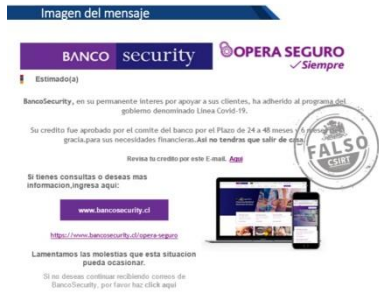 Imagen del mensaje
BANCO security
OPERA SEGURO
Siempre
Estimado(a)
BancoSecurity, en su permanente interes por apoyar a sus clientes, ha adherido al programa del
gobierno denominado Linea Covid-19.
Su credito fue aprobado por el comite del banco por el Plazo de 24 a 48 meses y 6 meses de
gracia,para sus necesidades financieras.Asi no tendras que salir de casa
FALSO
CSIRT
Revisa tu credito por este E-mail. Aqui
Si tienes consultas o deseas mas
informacion,ingresa aqui:
www.bancosecurity.cl
https://www.bancosecurity.cl/opera-seguro
Lamentamos las molestias que esta situacion
pueda ocasionar.
Si no deseas continuar recibiendo correos de
BancoSecurity, por favor haz click aqui